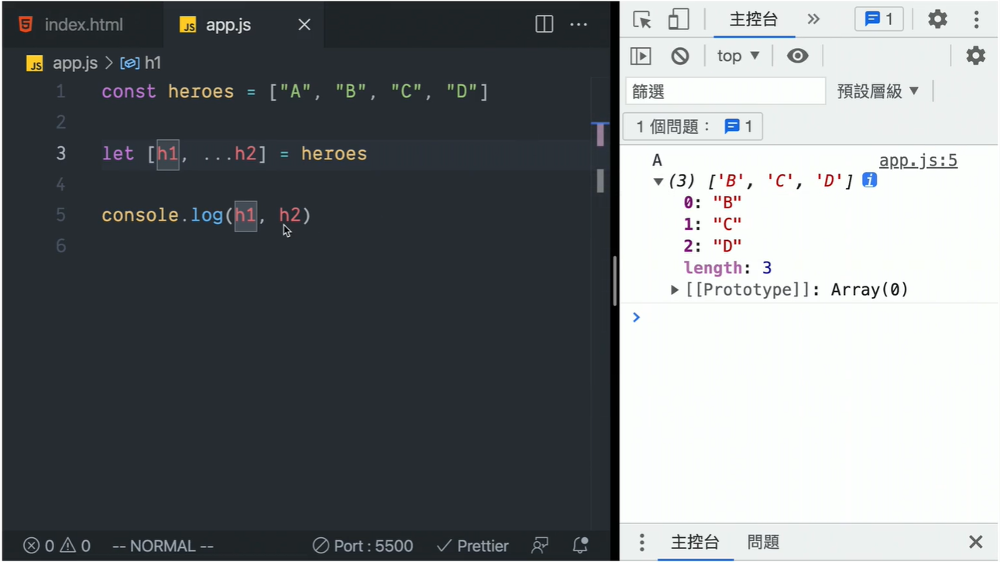 index.html
JS app.js
JS app.js > h1
1 const heroes = ["A", "B", "C", "D"]
2
3 let [h1, ...h2] = heroes
4
5 console.log(h1, h2)
6
0 0 -- NORMAL -- Port : 5500 Prettier
主控台 1
top
篩選 預設層級
1 個問題： 1
A app.js:5
(3) ['B', 'C', 'D'] i
0: "B"
1: "C"
2: "D"
length: 3
[[Prototype]]: Array(0)
主控台 問題